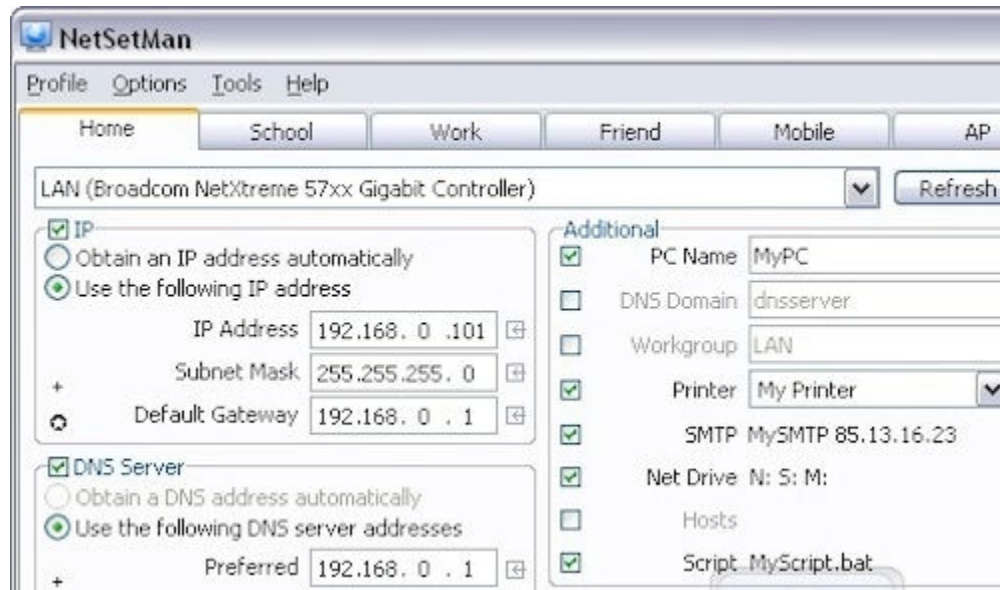 NetSetMan
Profile Options Tools Help
Home School Work Friend Mobile AP
LAN (Broadcom NetXtreme 57xx Gigabit Controller) Refresh
IP
Obtain an IP address automatically
Use the following IP address
IP Address 192.168. 0 .101
Subnet Mask 255.255.255. 0
Default Gateway 192.168. 0 . 1
DNS Server
Obtain a DNS address automatically
Use the following DNS server addresses
Preferred 192.168. 0 . 1
Additional
PC Name MyPC
DNS Domain dnsserver
Workgroup LAN
Printer My Printer
SMTP MySMTP 85.13.16.23
Net Drive N: S: M:
Hosts
Script MyScript.bat